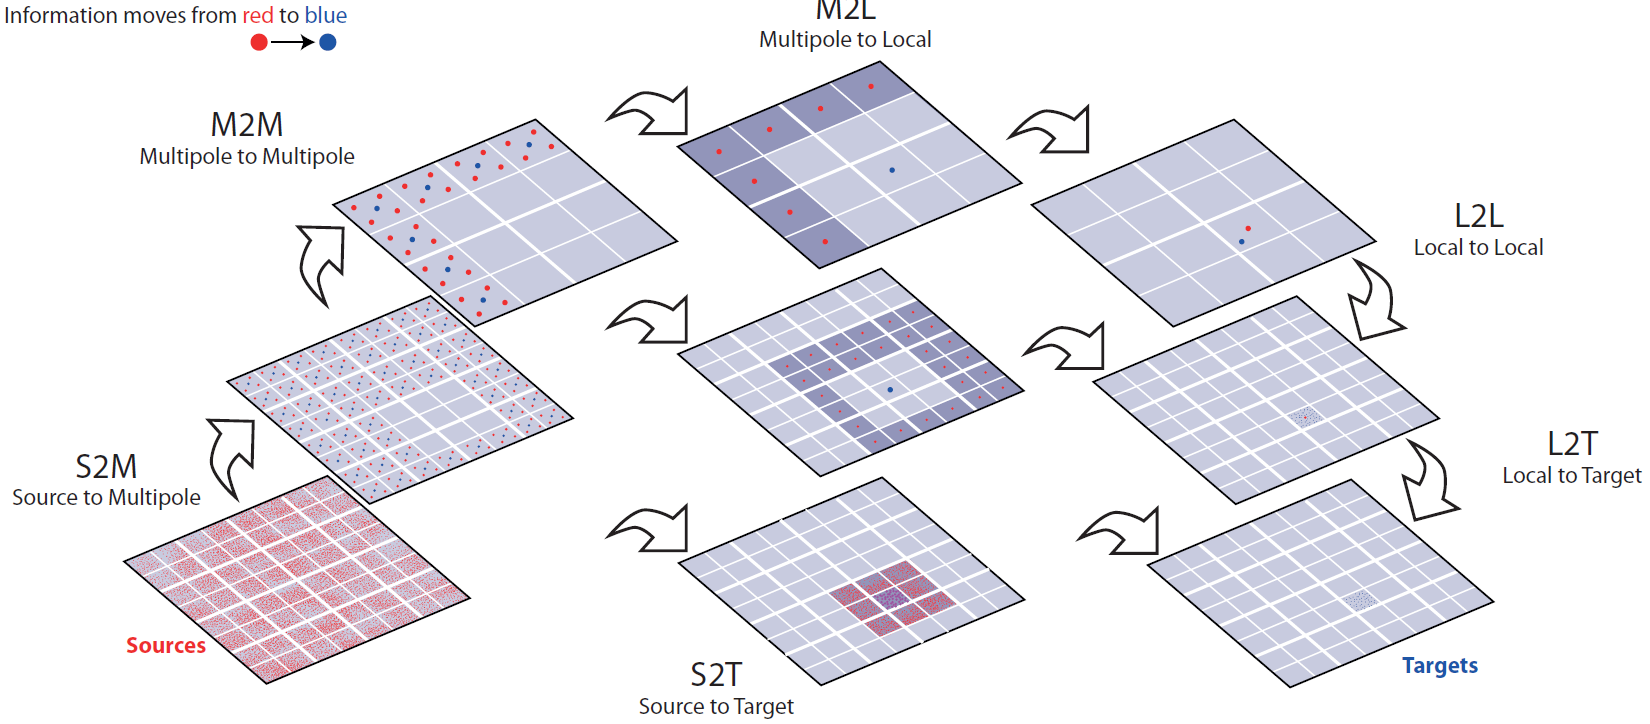 Information moves from red to blue
M2L
Multipole to Local
M2M
Multipole to Multipole
L2L
Local to Local
S2M
Source to Multipole
L2T
Local to Target
Sources
S2T
Source to Target
Targets